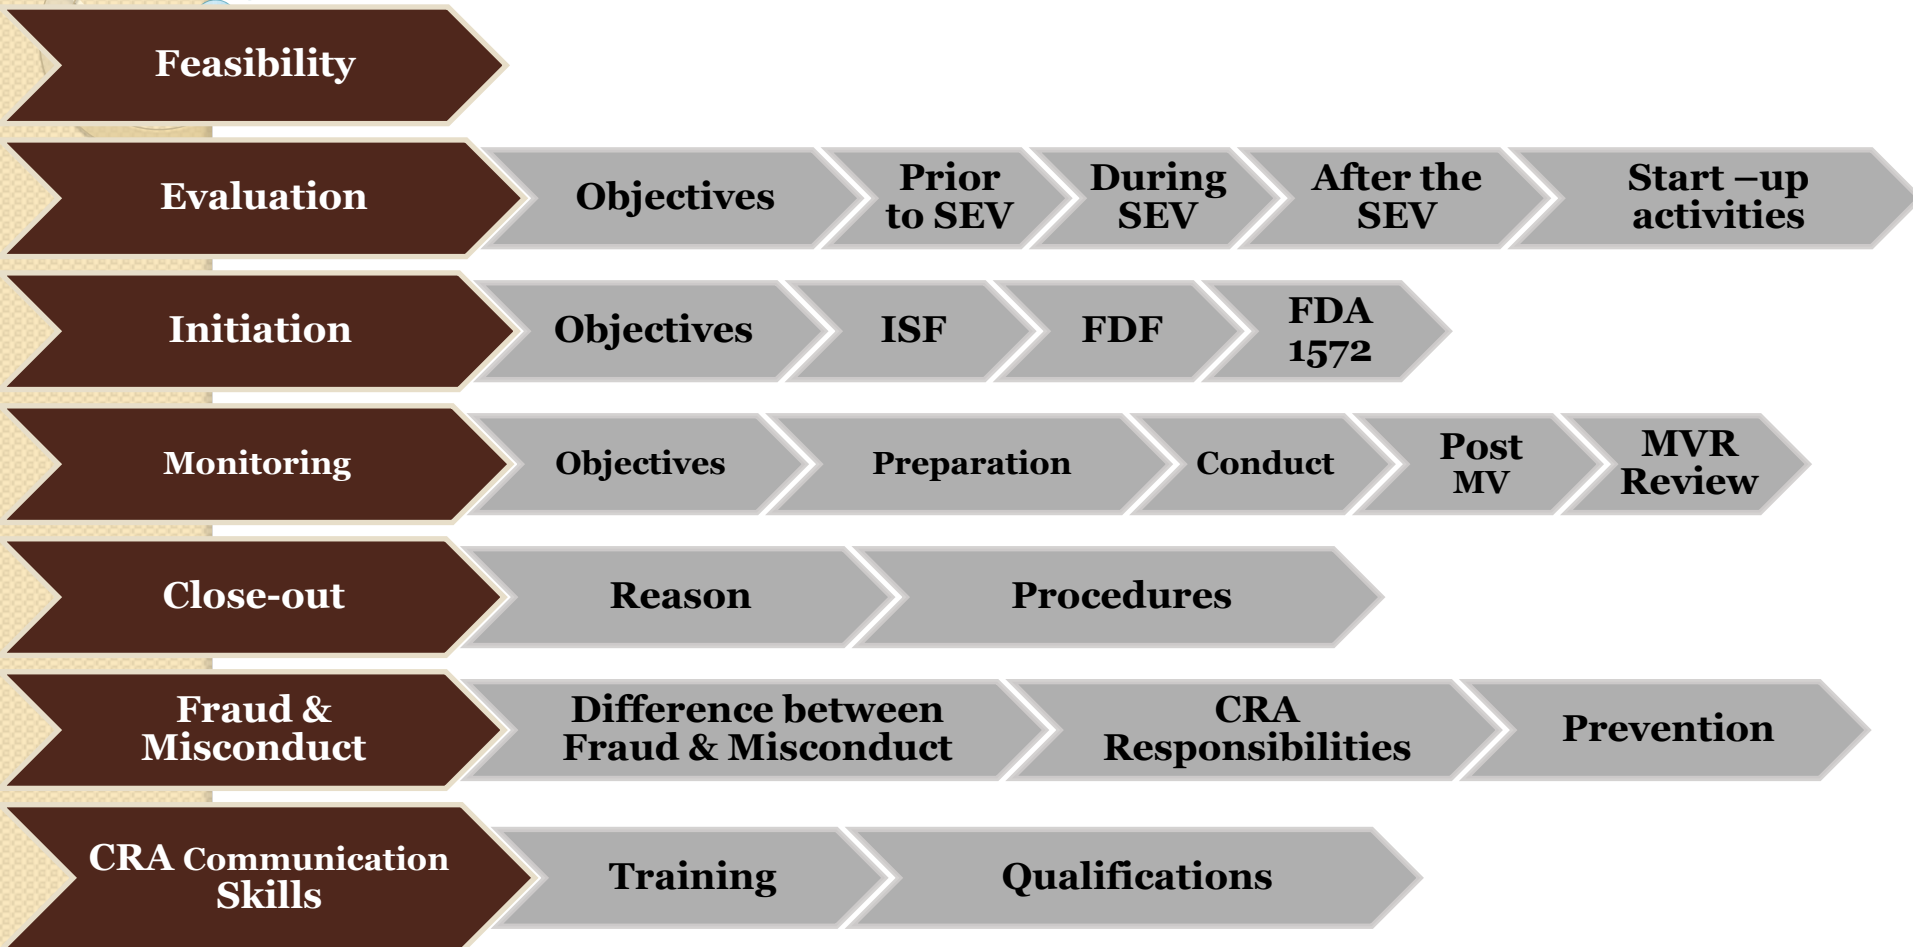 Feasibility
Evaluation
Objectives
Prior
to SEV
During
SEV
After the
SEV
Start –up
activities
Initiation
Objectives
ISF
FDF
FDA
1572
Monitoring
Objectives
Preparation
Conduct
Post
MV
MVR
Review
Close-out
Reason
Procedures
Fraud &
Misconduct
Difference between
Fraud & Misconduct
CRA
Responsibilities
Prevention
CRA Communication
Skills
Training
Qualifications